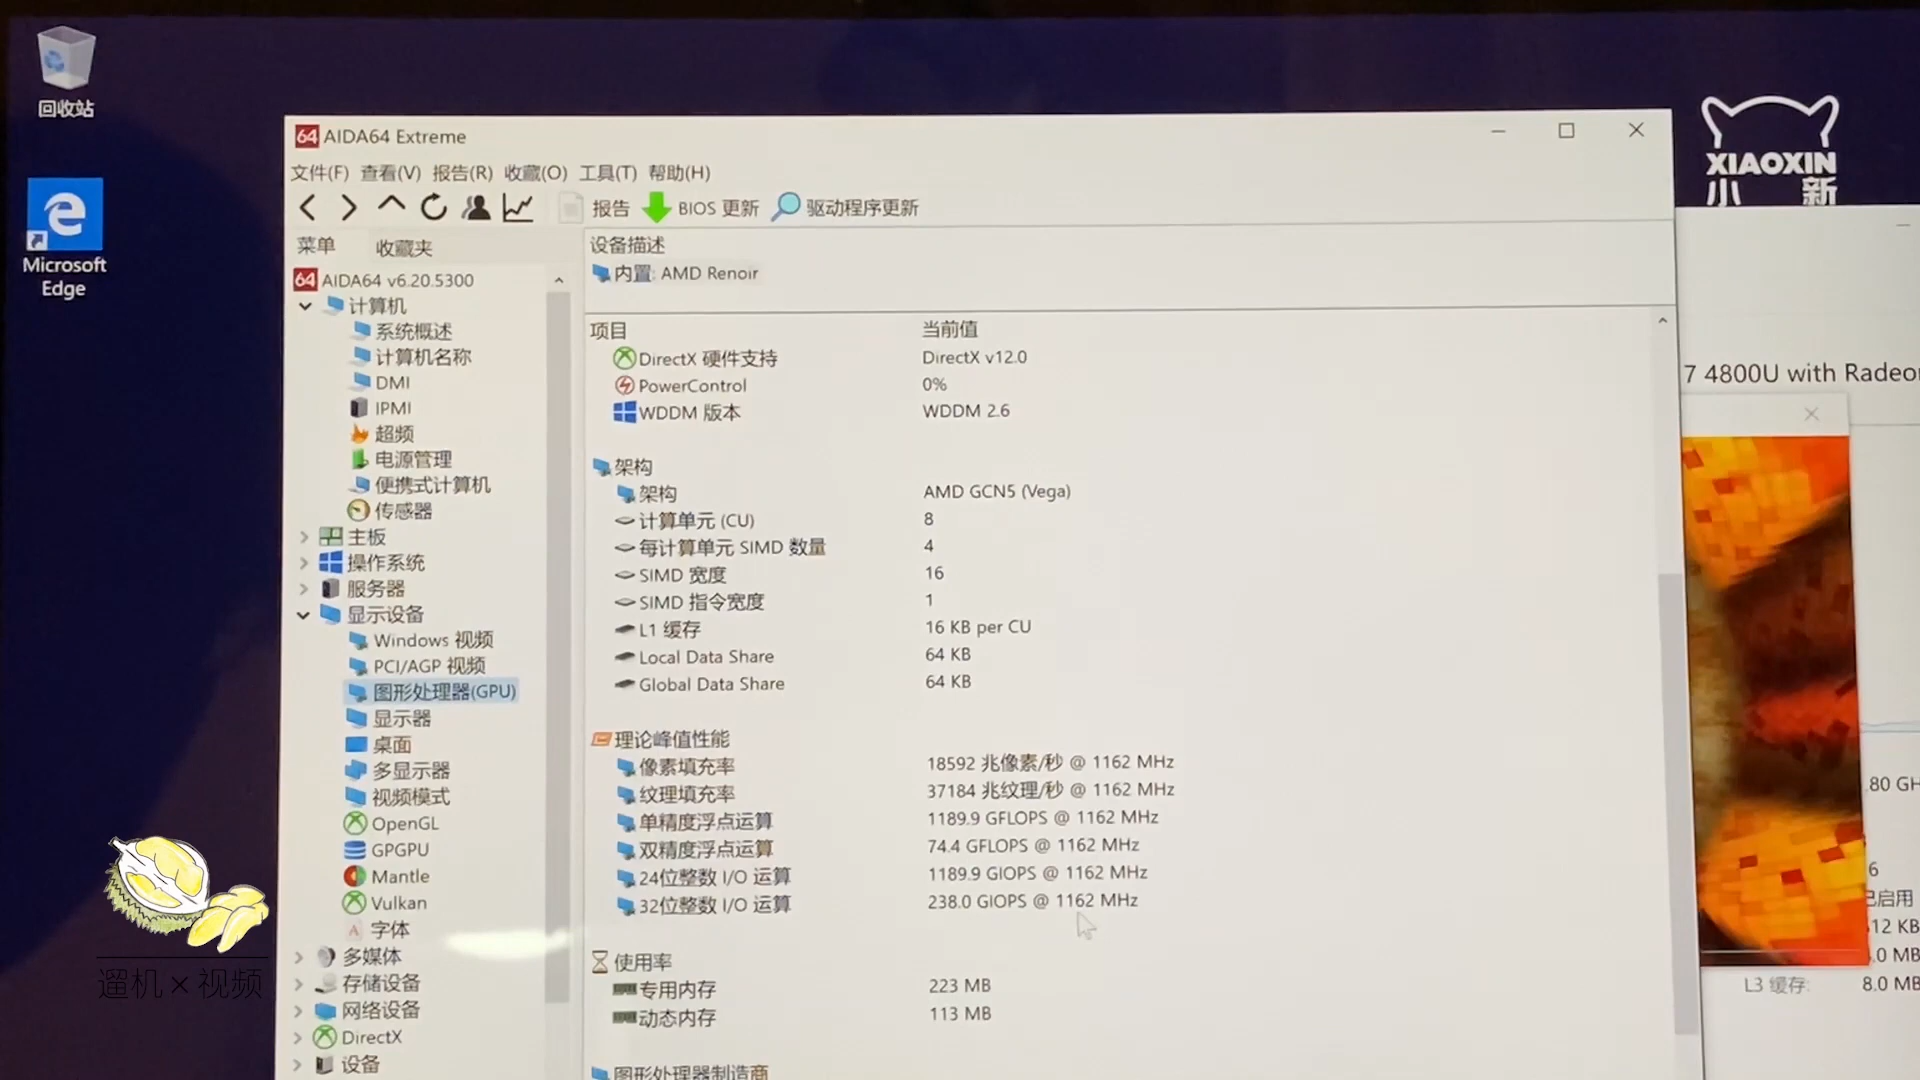 回收站
Microsoft
Edge
XIAOXIN
小新
64 AIDA64 Extreme
文件(F) 查看(V) 报告(R) 收藏(O) 工具(T) 帮助(H)
报告 BIOS 更新 驱动程序更新
菜单 收藏夹
64 AIDA64 v6.20.5300
计算机
系统概述
计算机名称
DMI
IPMI
超频
电源管理
便携式计算机
传感器
主板
操作系统
服务器
显示设备
Windows 视频
PCI/AGP 视频
图形处理器(GPU)
显示器
桌面
多显示器
视频模式
OpenGL
GPGPU
Mantle
Vulkan
A 字体
多媒体
存储设备
网络设备
DirectX
设备
设备描述
内置: AMD Renoir
项目 当前值
DirectX 硬件支持 DirectX v12.0
PowerControl 0%
WDDM 版本 WDDM 2.6
架构
架构 AMD GCN5 (Vega)
计算单元 (CU) 8
每计算单元 SIMD 数量 4
SIMD 宽度 16
SIMD 指令宽度 1
L1 缓存 16 KB per CU
Local Data Share 64 KB
Global Data Share 64 KB
理论峰值性能
像素填充率 18592 兆像素/秒 @ 1162 MHz
纹理填充率 37184 兆纹理/秒 @ 1162 MHz
单精度浮点运算 1189.9 GFLOPS @ 1162 MHz
双精度浮点运算 74.4 GFLOPS @ 1162 MHz
24位整数 I/O 运算 1189.9 GIOPS @ 1162 MHz
32位整数 I/O 运算 238.0 GIOPS @ 1162 MHz
使用率
专用内存 223 MB
动态内存 113 MB
图形处理器制造商
7 4800U with Radeo
.80 GH
6
已启用
12 KB
.0 MB
L3 缓存: 8.0 MB
遛机×视频